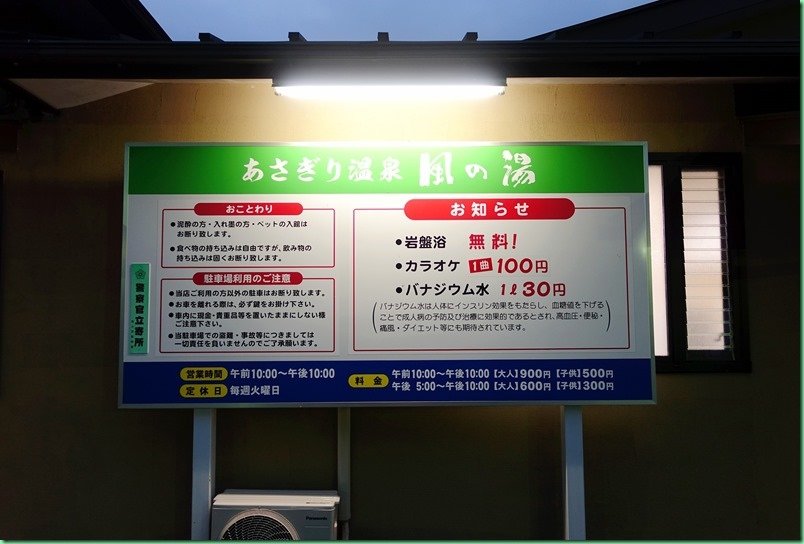 あさぎり温泉 風の湯
おことわり
●泥酔の方・入れ墨の方・ペットの入館は
お断り致します。
●食べ物の持ち込みは自由ですが、飲み物の
持ち込みは固くお断り致します。
駐車場利用のご注意
●当店ご利用の方以外の駐車はお断り致します。
●お車を離れる際は、必ず鍵をお掛け下さい。
●車内に現金・貴重品等を置いたままにしない様
ご注意下さい。
●当駐車場での盗難・事故等につきましては
一切責任を負いませんのでご了承願います。
警察官立寄所
お知らせ
●岩盤浴 無料!
●カラオケ 1曲 100円
●バナジウム水 1ℓ 30円
(バナジウム水は人体にインスリン効果をもたらし、血糖値を下げる
ことで成人病の予防及び治療に効果的であるとされ、高血圧・便秘・
痛風・ダイエット等にも期待されています。)
営業時間 午前10:00～午後10:00
定休日 毎週火曜日
料金 午前10:00～午後10:00【大人】900円【子供】500円
午後 5:00～午後10:00【大人】600円【子供】300円
Panasonic